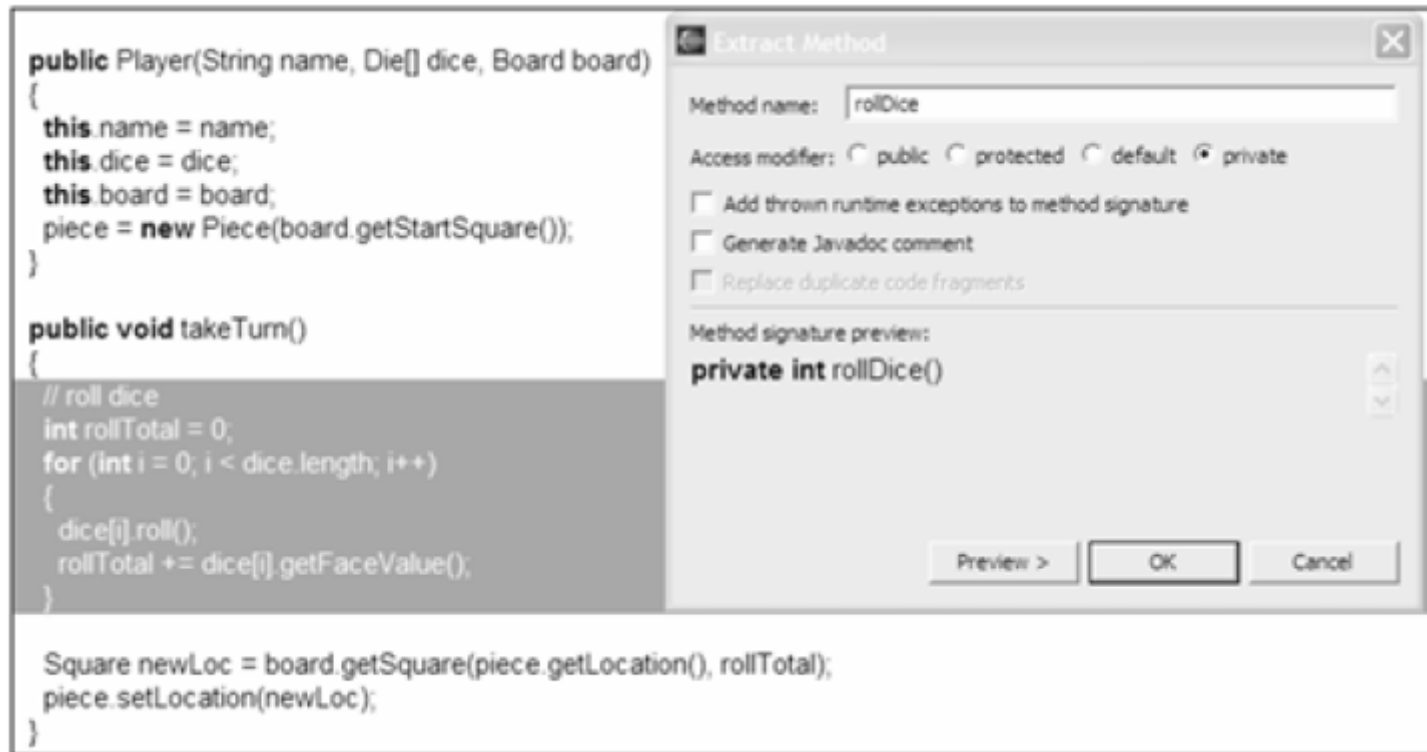 public Player(String name, Die[] dice, Board board)
{
this.name = name;
this.dice = dice;
this.board = board;
piece = new Piece(board.getStartSquare());
}
public void takeTurn()
{
// roll dice
int rollTotal = 0;
for (int i = 0; i < dice.length; i++)
{
dice[i].roll();
rollTotal += dice[i].getFaceValue();
}
Square newLoc = board.getSquare(piece.getLocation(), rollTotal);
piece.setLocation(newLoc);
}
Extract Method
Method name: rollDice
Access modifier: public protected default private
Add thrown runtime exceptions to method signature
Generate Javadoc comment
Replace duplicate code fragments
Method signature preview:
private int rollDice()
Preview > OK Cancel